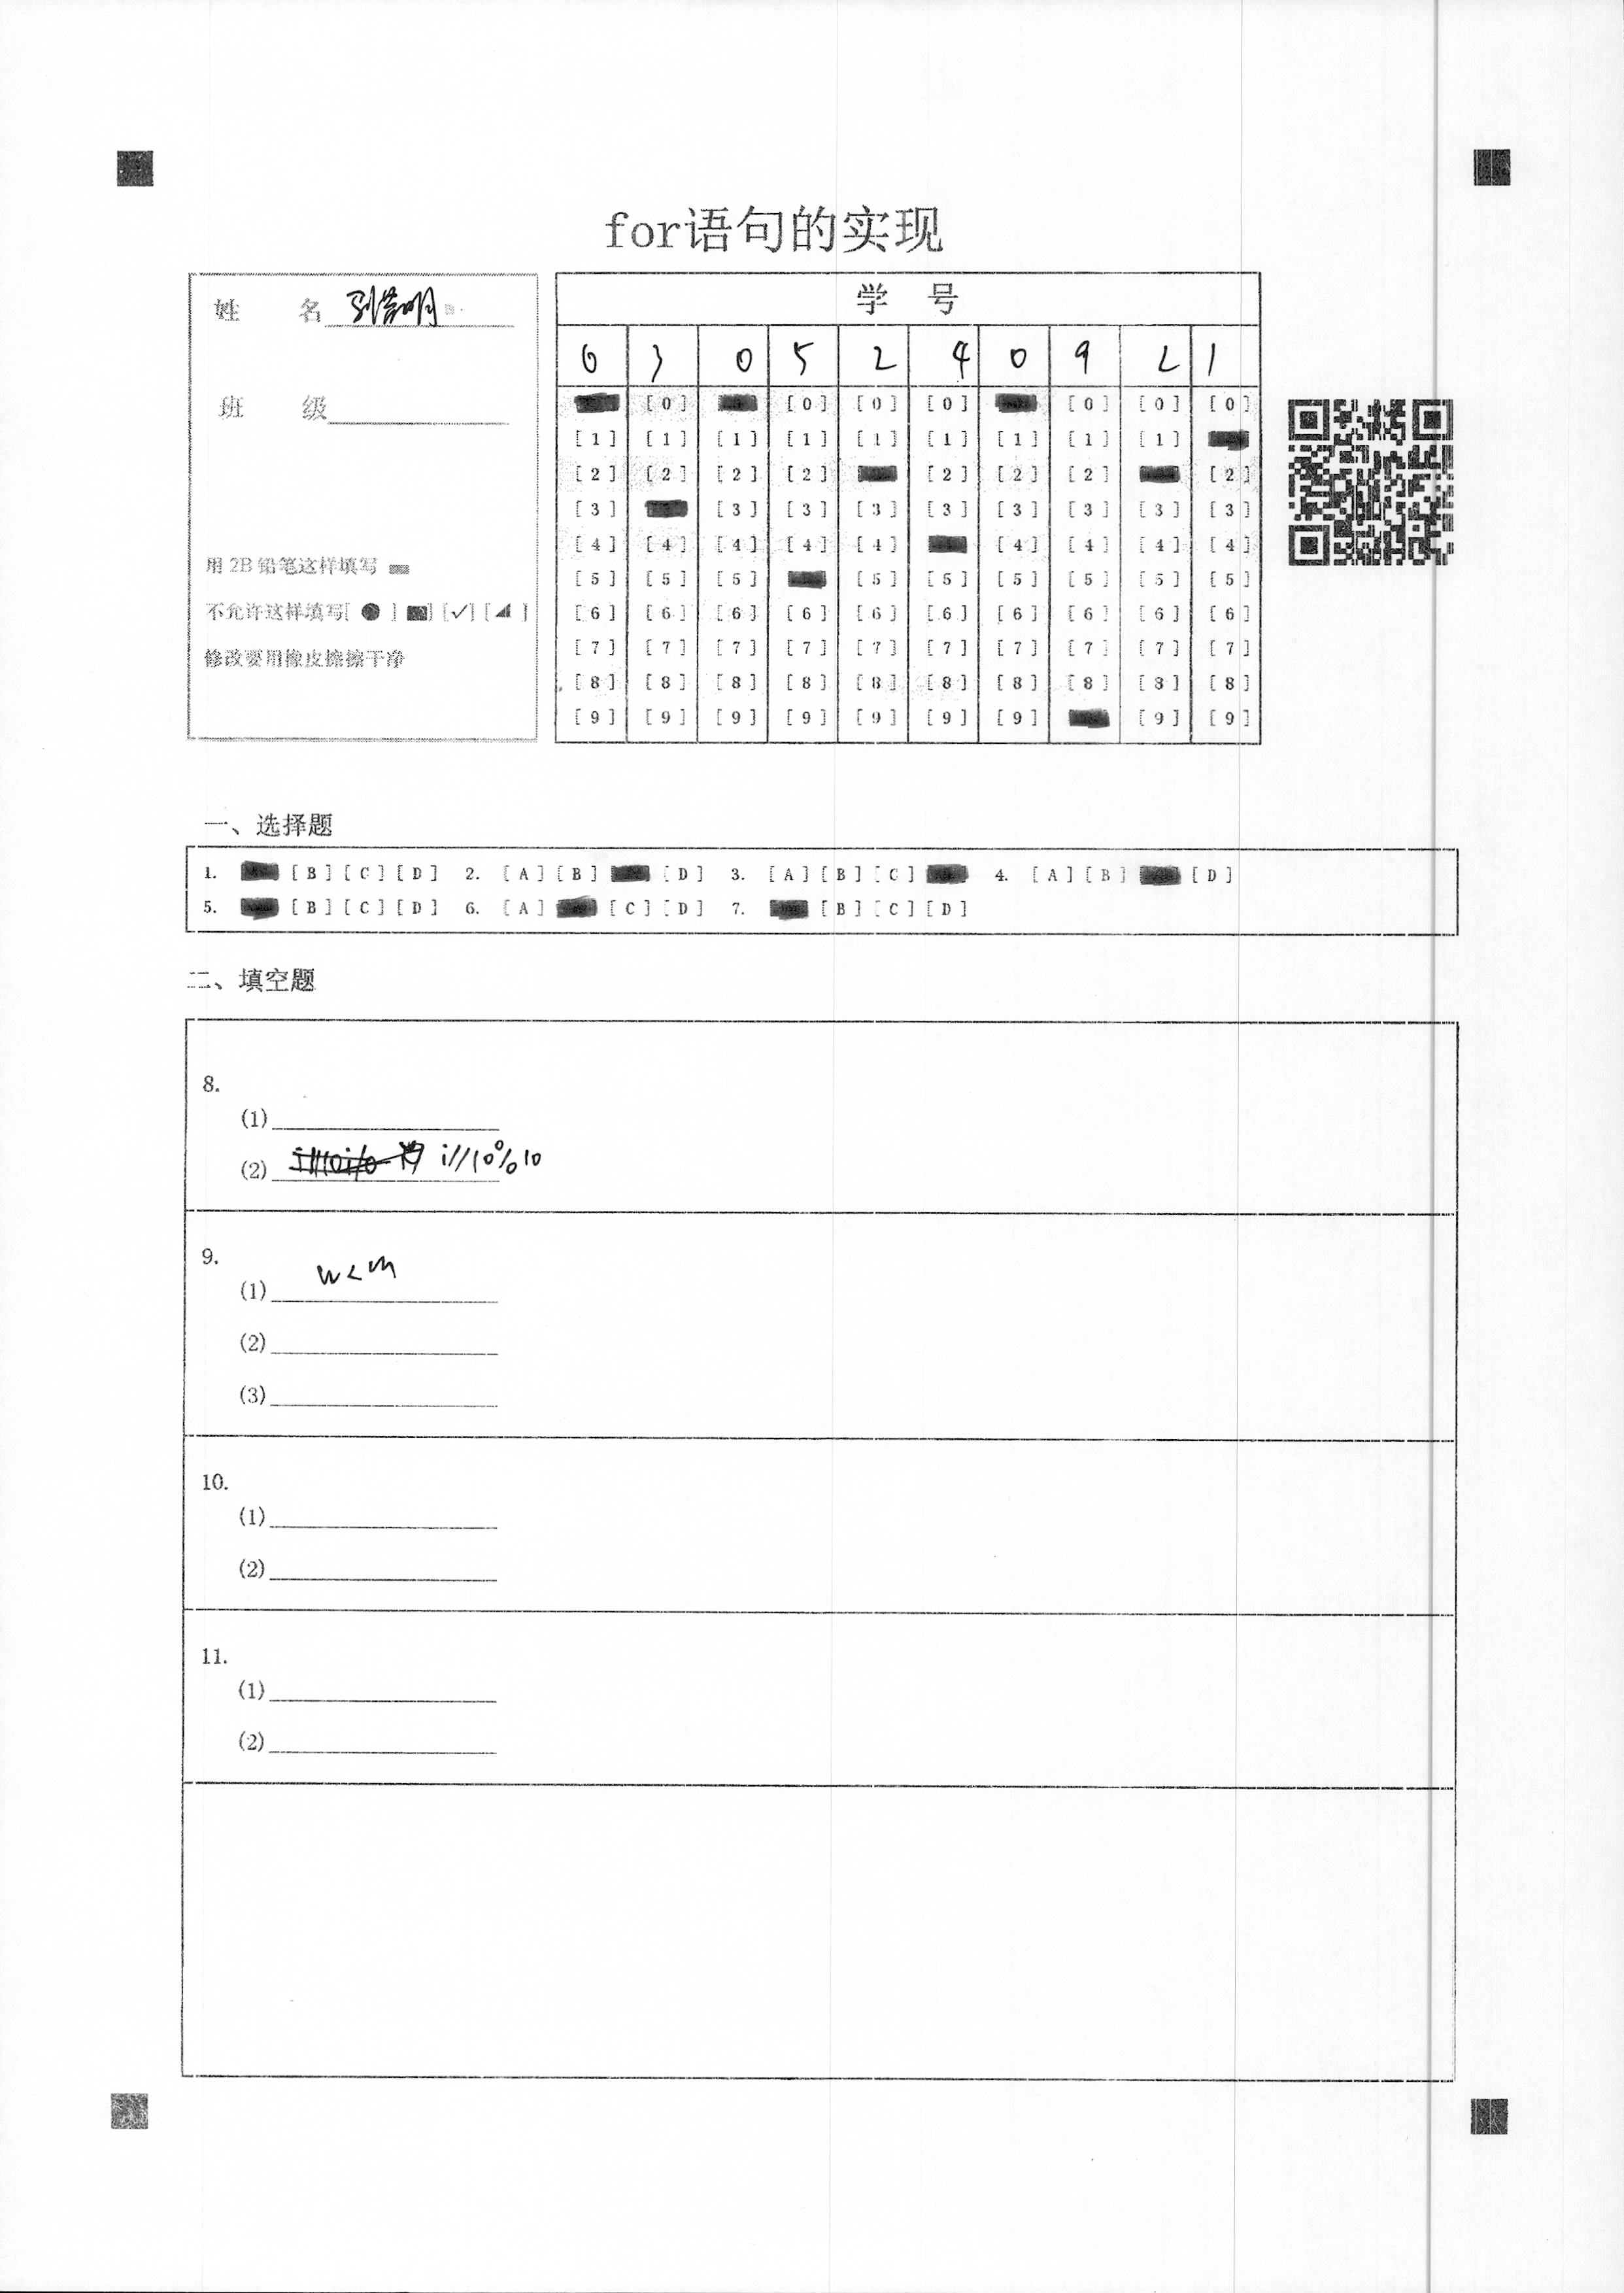 for语句的实现
姓 名
班 级
用 2B 铅笔这样填写
不允许这样填写[ ● ] [■] [✓] [◢ ]
修改要用橡皮擦擦干净
学 号
0 3 0 5 2 4 0 9 2 1
[0] [0] [0] [0] [0] [0] [0]
[1] [1] [1] [1] [1] [1] [1] [1] [1]
[2] [2] [2] [2] [2] [2] [2] [2]
[3] [3] [3] [3] [3] [3] [3] [3] [3]
[4] [4] [4] [4] [4] [4] [4] [4] [4]
[5] [5] [5] [5] [5] [5] [5] [5] [5]
[6] [6] [6] [6] [6] [6] [6] [6] [6] [6]
[7] [7] [7] [7] [7] [7] [7] [7] [7] [7]
[8] [8] [8] [8] [8] [8] [8] [8] [8] [8]
[9] [9] [9] [9] [9] [9] [9] [9] [9]
一、选择题
1. [B] [C] [D] 2. [A] [B] [D] 3. [A] [B] [C] 4. [A] [B] [D]
5. [B] [C] [D] 6. [A] [C] [D] 7. [B] [C] [D]
二、填空题
8.
(1)
(2) i//10%10
9.
(1) n<m
(2)
(3)
10.
(1)
(2)
11.
(1)
(2)